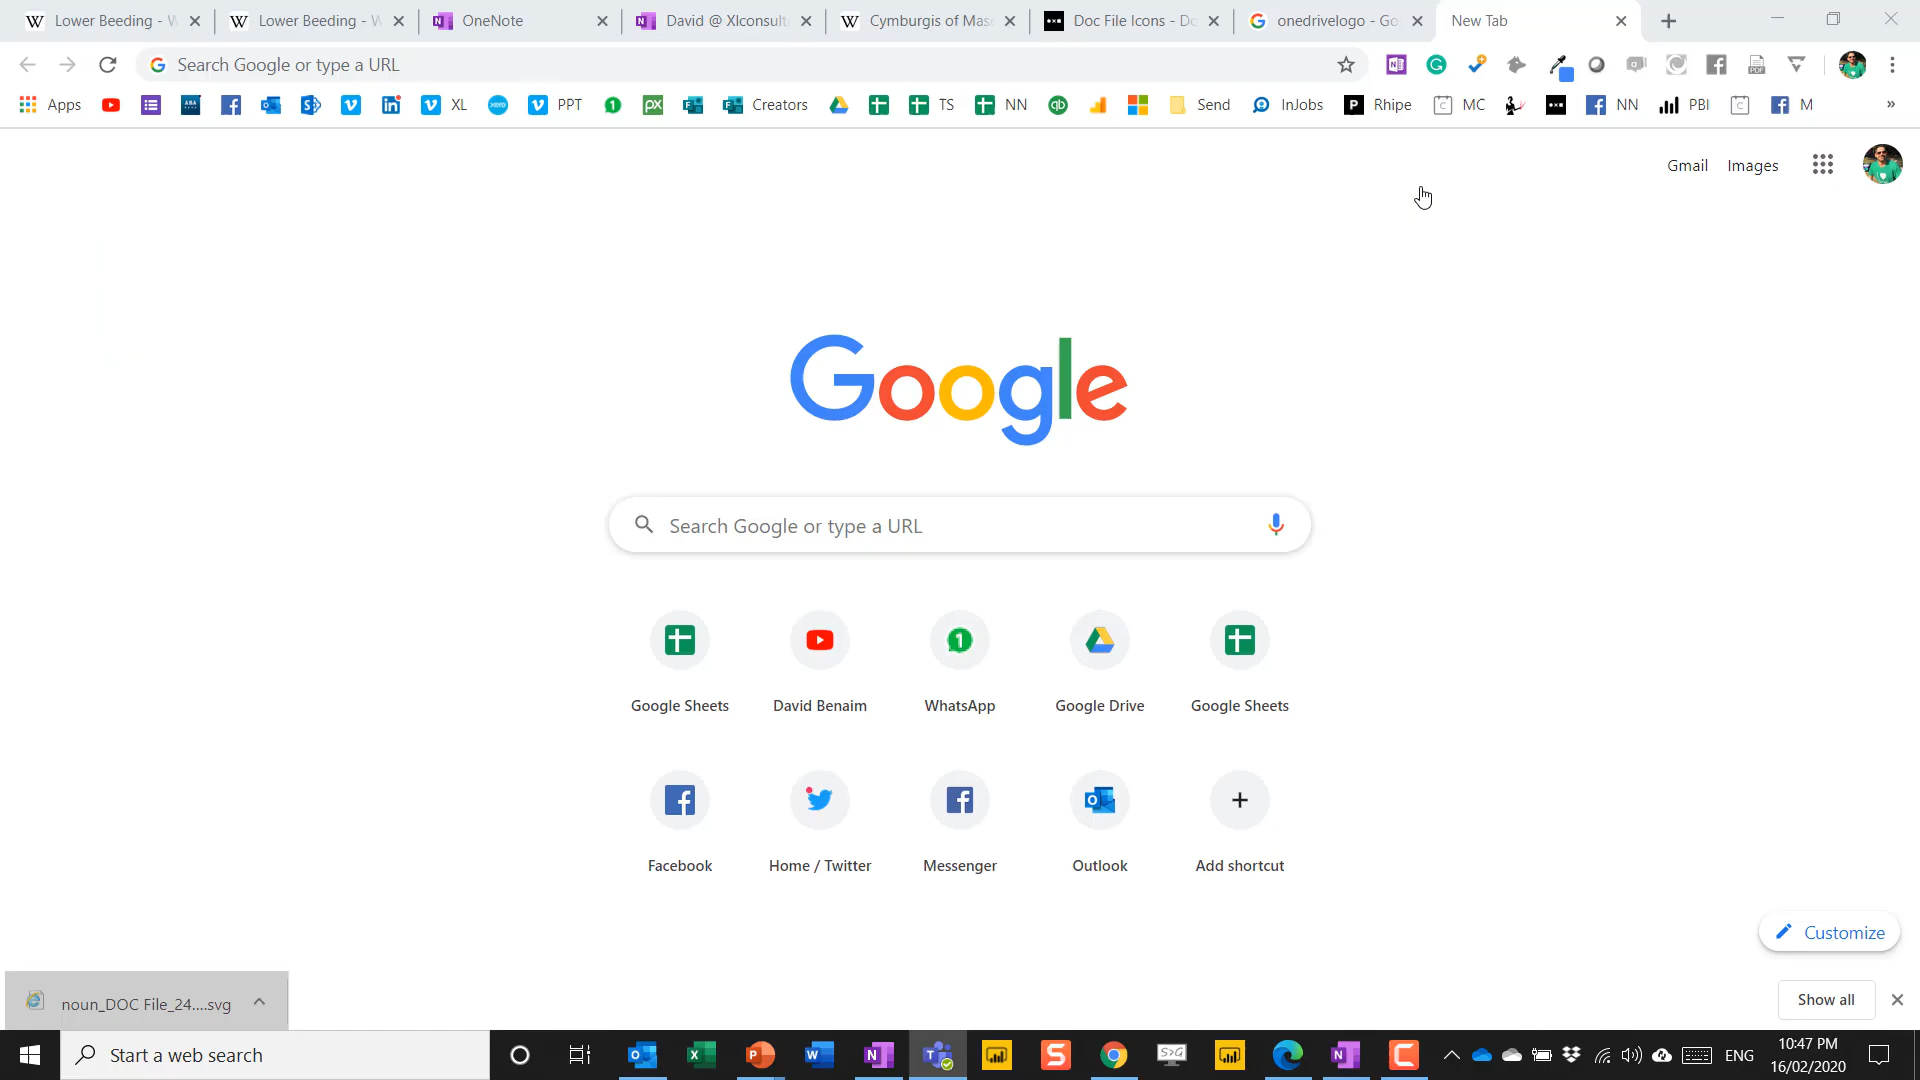 Lower Beeding - W
Lower Beeding - W
OneNote
David @ Xlconsult
Cymburgis of Mas
Doc File Icons - Do
onedrivelogo - Go
New Tab
Search Google or type a URL
Apps
XL
PPT
Creators
TS
NN
Send
InJobs
Rhipe
MC
NN
PBI
M
»
Gmail
Images
Google
Search Google or type a URL
Google Sheets
David Benaim
WhatsApp
Google Drive
Google Sheets
Facebook
Home / Twitter
Messenger
Outlook
Add shortcut
Customize
noun_DOC File_24....svg
Show all
Start a web search
ENG
10:47 PM
16/02/2020